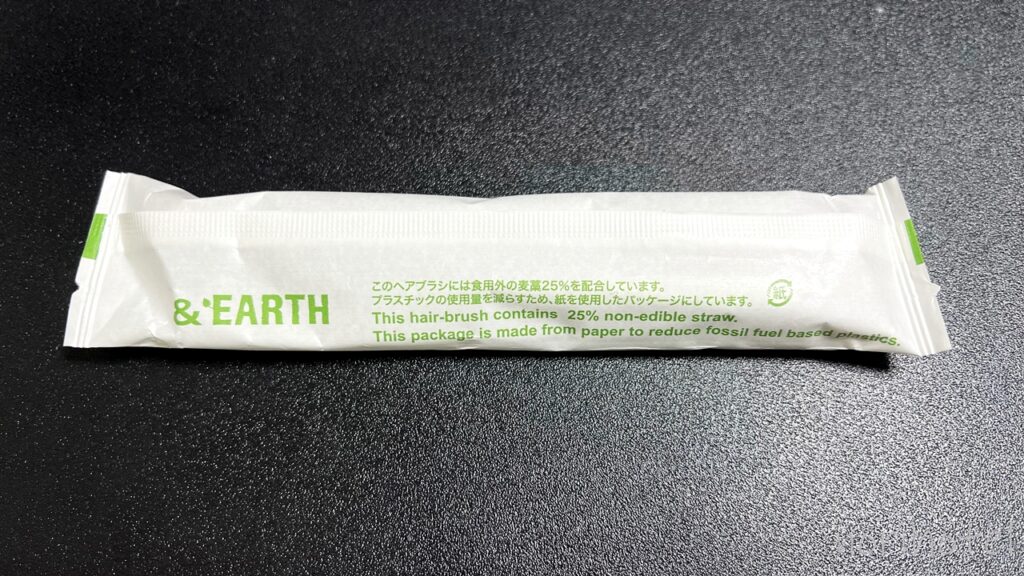 &EARTH
このヘアブラシには食用外の麦藁25%を配合しています。
プラスチックの使用量を減らすため、紙を使用したパッケージにしています。
紙
This hair-brush contains 25% non-edible straw.
This package is made from paper to reduce fossil fuel based plastics.